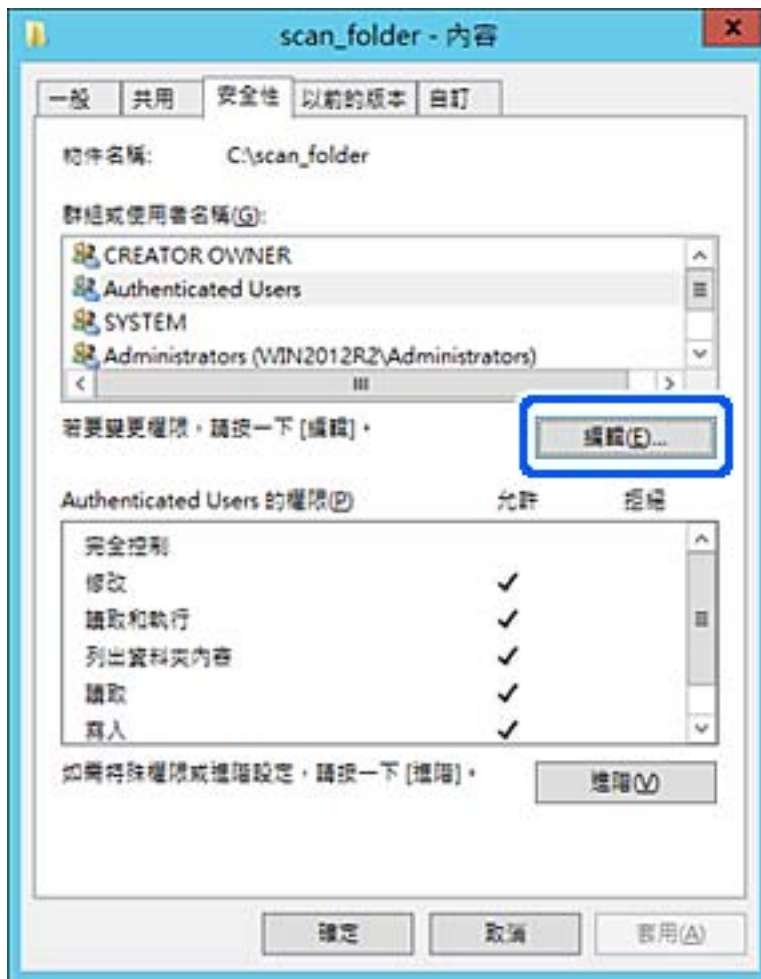 scan_folder - 內容
一般 共用 安全性 以前的版本 自訂
物件名稱: C:\scan_folder
群組或使用者名稱(G):
CREATOR OWNER
Authenticated Users
SYSTEM
Administrators (WIN2012R2\Administrators)
若要變更權限，請按一下 [編輯]。 編輯(E)...
Authenticated Users 的權限(P) 允許 拒絕
完全控制
修改
讀取和執行
列出資料夾內容
讀取
寫入
如需特殊權限或進階設定，請按一下 [進階]。 進階(V)
確定 取消 套用(A)